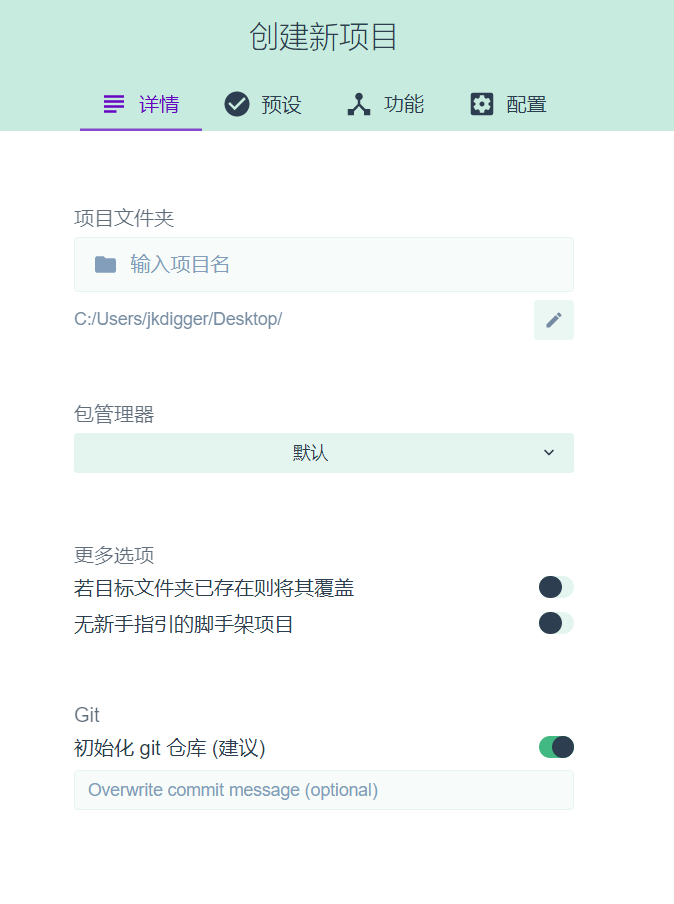 创建新项目
详情 预设 功能 配置
项目文件夹
输入项目名
C:/Users/jkdigger/Desktop/
包管理器
默认
更多选项
若目标文件夹已存在则将其覆盖
无新手指引的脚手架项目
Git
初始化 git 仓库 (建议)
Overwrite commit message (optional)